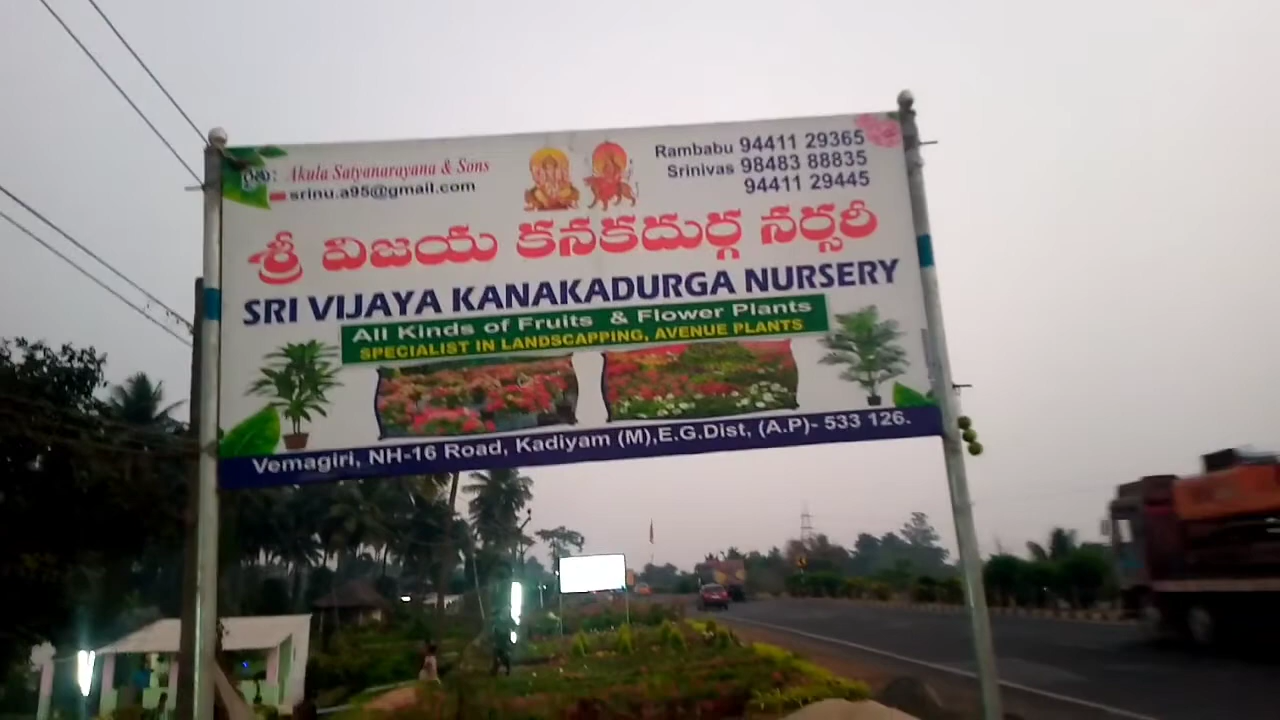 రైతు: Akula Satyanarayana & Sons
srinu.a95@gmail.com
Rambabu 94411 29365
Srinivas 98483 88835
94411 29445
శ్రీ విజయ కనకదుర్గ నర్సరీ
SRI VIJAYA KANAKADURGA NURSERY
All Kinds of Fruits & Flower Plants
SPECIALIST IN LANDSCAPPING, AVENUE PLANTS
Vemagiri, NH-16 Road, Kadiyam (M),E.G.Dist, (A.P)- 533 126.